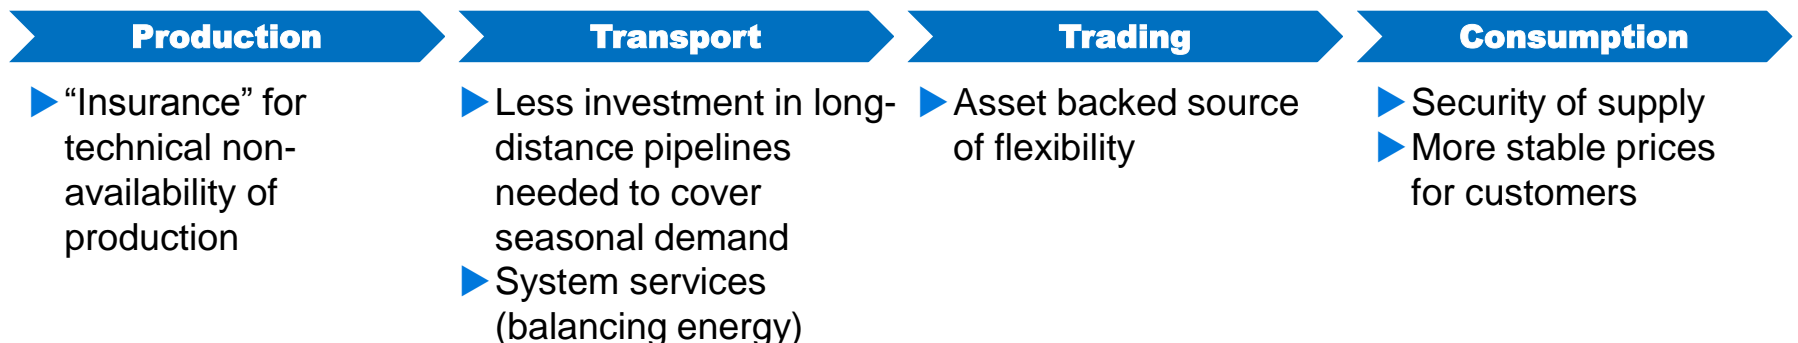 Production
“Insurance” for
technical non-
availability of
production
Transport
Less investment in long-
distance pipelines
needed to cover
seasonal demand
System services
(balancing energy)
Trading
Asset backed source
of flexibility
Consumption
Security of supply
More stable prices
for customers